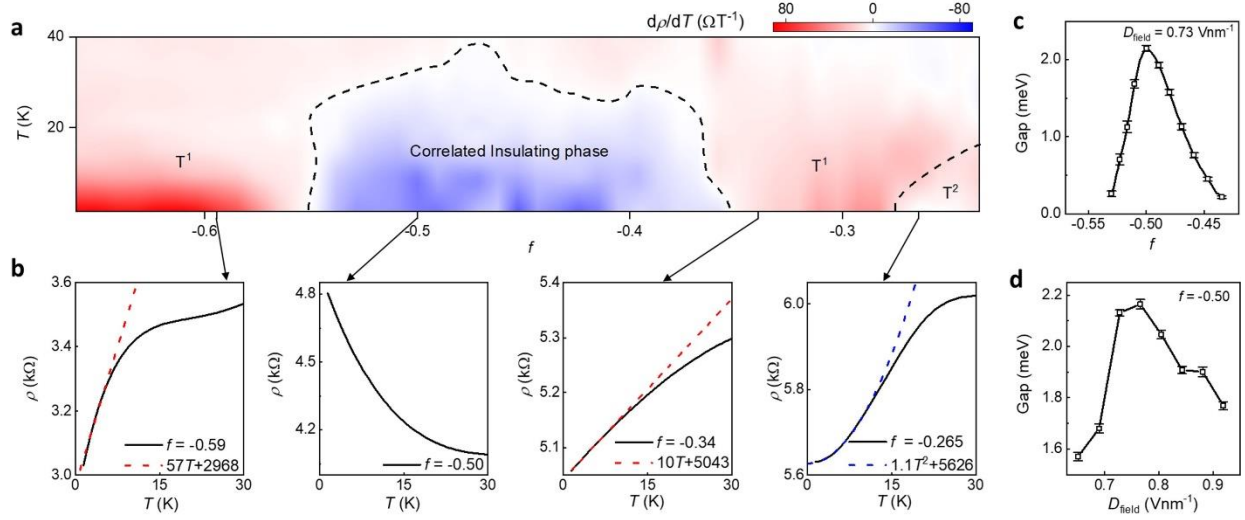 a
dρ/dT (ΩT⁻¹)
80 0 -80
T (K)
40
20
T¹
Correlated Insulating phase
T¹
T²
-0.6 -0.5 -0.4 -0.3
f
b
ρ (kΩ)
3.6
3.4
3.2
3.0
f = -0.59
57T+2968
0 15 30
T (K)
4.8
4.5
4.2
f = -0.50
0 15 30
T (K)
5.4
5.3
5.2
5.1
f = -0.34
10T+5043
0 15 30
T (K)
6.0
5.8
5.6
f = -0.265
1.1T²+5626
0 15 30
T (K)
c
D_field = 0.73 Vnm⁻¹
Gap (meV)
2.0
1.0
0.0
-0.55 -0.50 -0.45
f
d
f = -0.50
Gap (meV)
2.2
2.0
1.8
1.6
0.7 0.8 0.9
D_field (Vnm⁻¹)